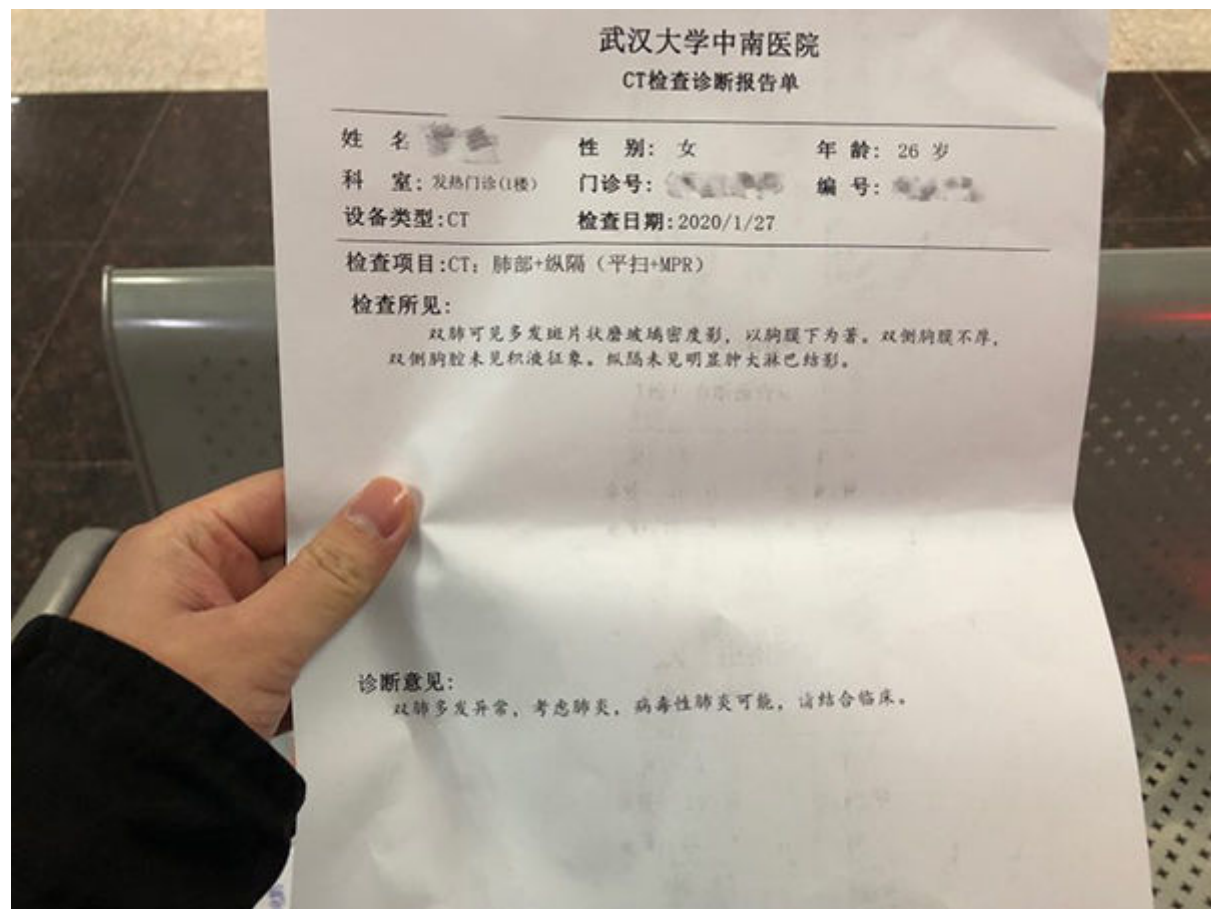 武汉大学中南医院
CT检查诊断报告单
姓 名 性 别: 女 年 龄: 26 岁
科 室: 发热门诊(1楼) 门诊号: 编 号:
设备类型:CT 检查日期:2020/1/27
检查项目:CT: 肺部+纵隔（平扫+MPR）
检查所见:
双肺可见多发斑片状磨玻璃密度影，以胸膜下为著。双侧胸膜不厚，
双侧胸腔未见积液征象。纵隔未见明显肿大淋巴结影。
诊断意见:
双肺多发异常，考虑肺炎，病毒性肺炎可能，请结合临床。